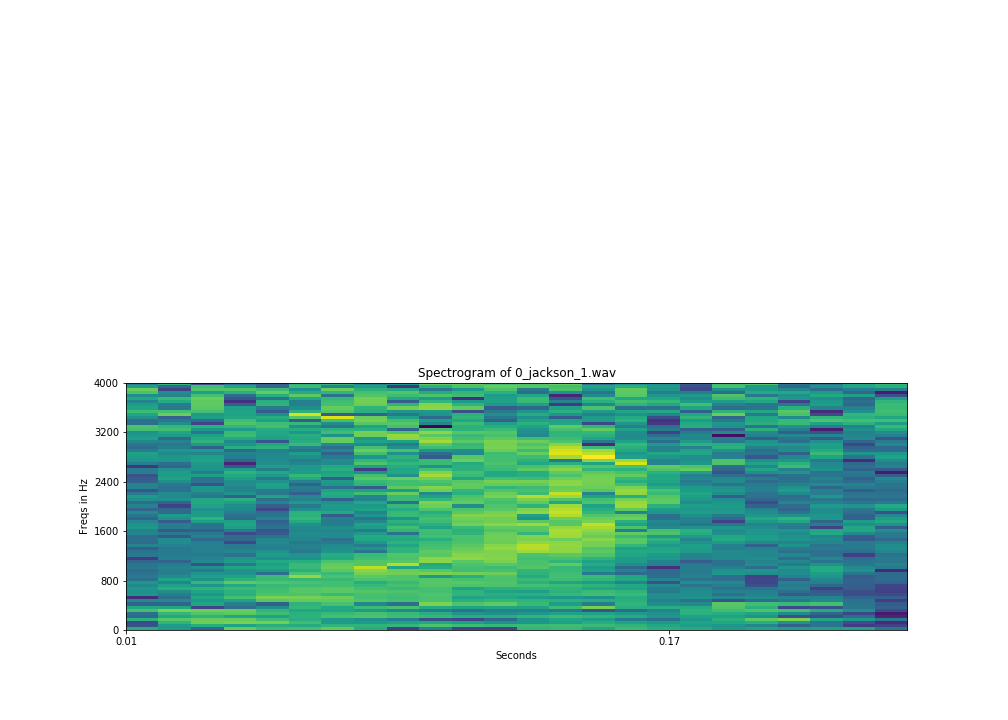 Spectrogram of 0_jackson_1.wav
Freqs in Hz
4000
3200
2400
1600
800
0
0.01 0.17
Seconds